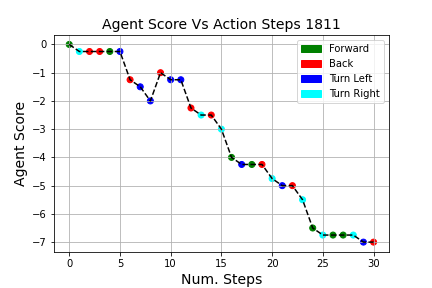 Agent Score Vs Action Steps 1811
0
−1
−2
−3
−4
−5
−6
−7
Agent Score
Forward
Back
Turn Left
Turn Right
0 5 10 15 20 25 30
Num. Steps